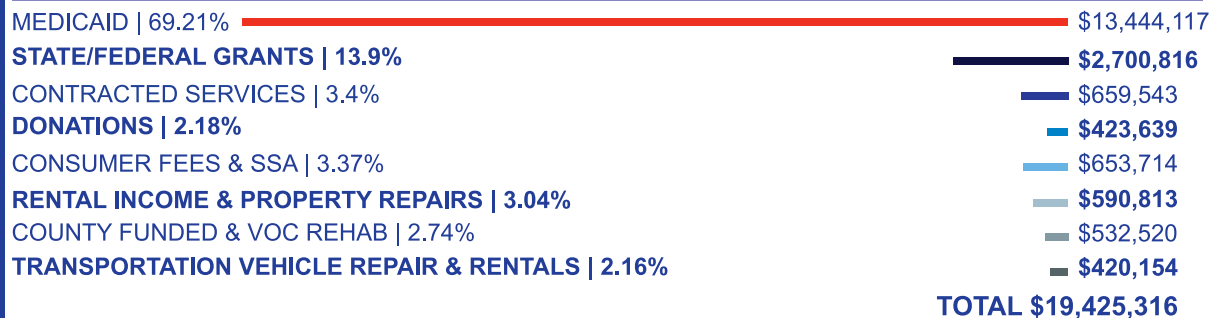 MEDICAID | 69.21% $13,444,117
STATE/FEDERAL GRANTS | 13.9% $2,700,816
CONTRACTED SERVICES | 3.4% $659,543
DONATIONS | 2.18% $423,639
CONSUMER FEES & SSA | 3.37% $653,714
RENTAL INCOME & PROPERTY REPAIRS | 3.04% $590,813
COUNTY FUNDED & VOC REHAB | 2.74% $532,520
TRANSPORTATION VEHICLE REPAIR & RENTALS | 2.16% $420,154
TOTAL $19,425,316